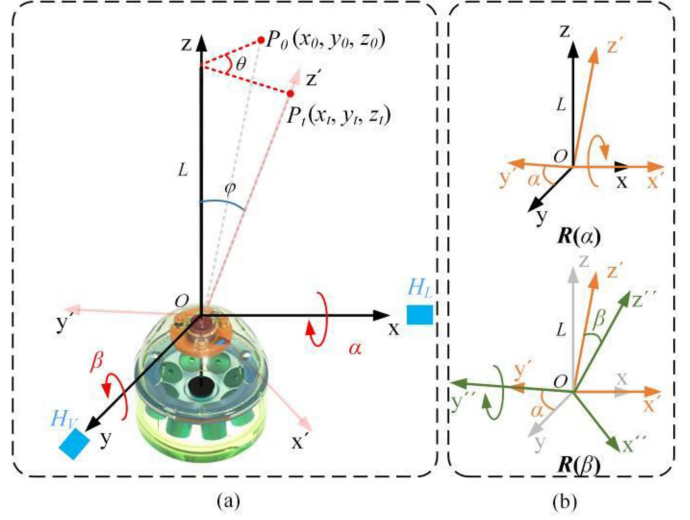 z
P0 (x0, y0, z0)
θ
z′
Pt (xt, yt, zt)
L
φ
O
HL
y′
x
β
α
HV
y
x′
(a)
z
z′
L
O
y′
α
x
x′
y
R(α)
z
z′
z′′
L
β
O
y′
x
y′′
α
x′
y
x′′
R(β)
(b)